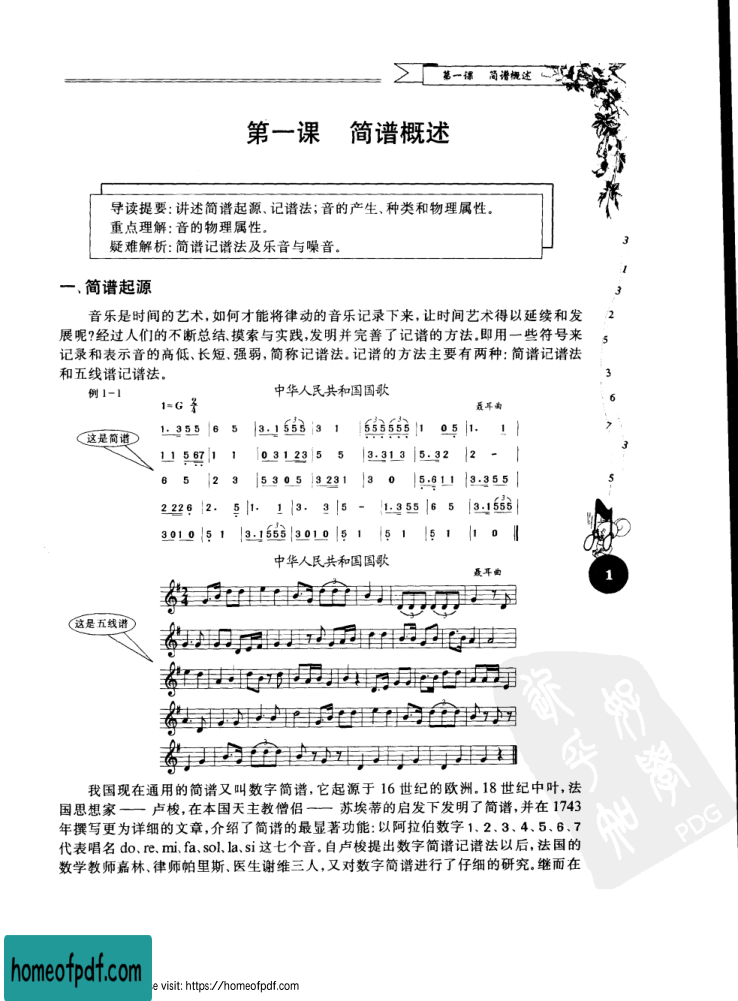 第一课 简谱概述
第一课 简谱概述
导读提要:讲述简谱起源、记谱法;音的产生、种类和物理属性。
重点理解:音的物理属性。
疑难解析:简谱记谱法及乐音与噪音。
一、简谱起源
音乐是时间的艺术,如何才能将律动的音乐记录下来,让时间艺术得以延续和发
展呢?经过人们的不断总结、摸索与实践,发明并完善了记谱的方法。即用一些符号来
记录和表示音的高低、长短、强弱,简称记谱法。记谱的方法主要有两种:简谱记谱法
和五线谱记谱法。
例 1-1
中华人民共和国国歌
1=G 2/4
聂耳曲
这是简谱
1. 3 5 5 | 6 5 | 3. 1 5 5 5 | 3 1 | 5 5 5 5 5 5 | 1 0 5 | 1. 1 |
1 1 5 6 7 | 1 1 | 0 3 1 2 3 | 5 5 | 3. 3 1 3 | 5. 3 2 | 2 - |
6 5 | 2 3 | 5 3 0 5 | 3 2 3 1 | 3 0 | 5. 6 1 1 | 3. 3 5 5 |
2 2 2 6 | 2. 5 | 1. 1 | 3. 3 | 5 - | 1. 3 5 5 | 6 5 | 3. 1 5 5 5 |
3 0 1 0 | 5 1 | 3. 1 5 5 5 | 3 0 1 0 | 5 1 | 5 1 | 5 1 | 1 0 ‖
中华人民共和国国歌
聂耳曲
这是五线谱
我国现在通用的简谱又叫数字简谱,它起源于 16 世纪的欧洲。18 世纪中叶,法
国思想家——卢梭,在本国天主教僧侣——苏埃蒂的启发下发明了简谱,并在 1743
年撰写更为详细的文章,介绍了简谱的最显著功能:以阿拉伯数字 1、2、3、4、5、6、7
代表唱名 do、re、mi、fa、sol、la、si 这七个音。自卢梭提出数字简谱记谱法以后,法国的
数学教师嘉林、律师帕里斯、医生谢维三人,又对数字简谱进行了仔细的研究。继而在
3
1
3
2
5
3
6
7
3
5
1
PDG
homeofpdf.com
e visit: https://homeofpdf.com